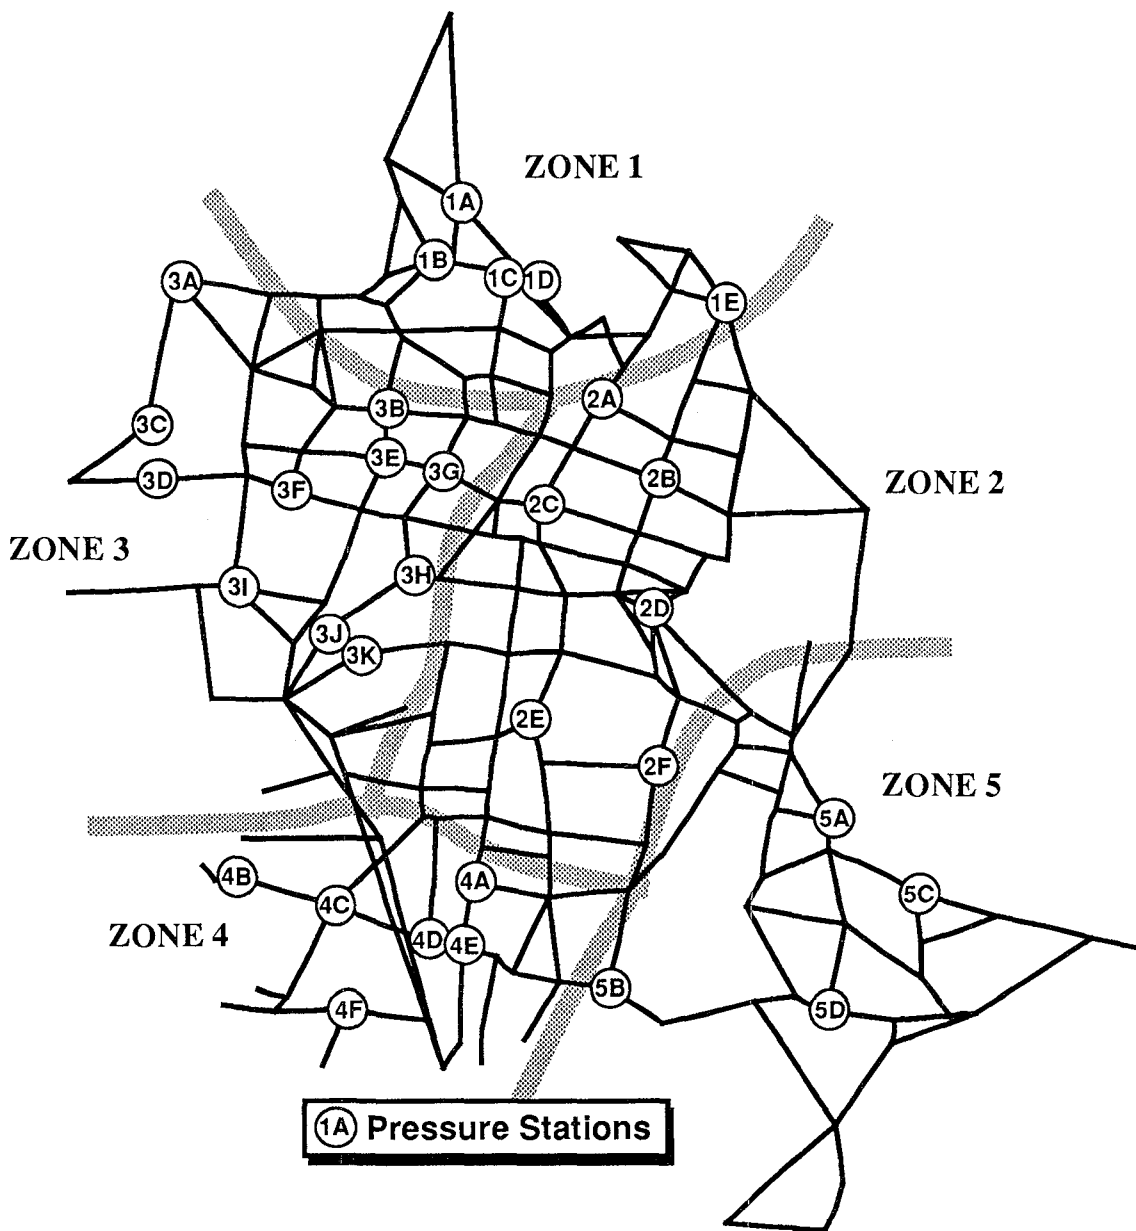 ZONE 1
1A
1B
1C
1D
3A
1E
2A
3B
3C
3E
3G
2B
3D
3F
ZONE 2
2C
ZONE 3
3H
3I
2D
3J
3K
2E
2F
ZONE 5
5A
4B
4A
4C
5C
ZONE 4
4D
4E
5B
4F
5D
1A Pressure Stations